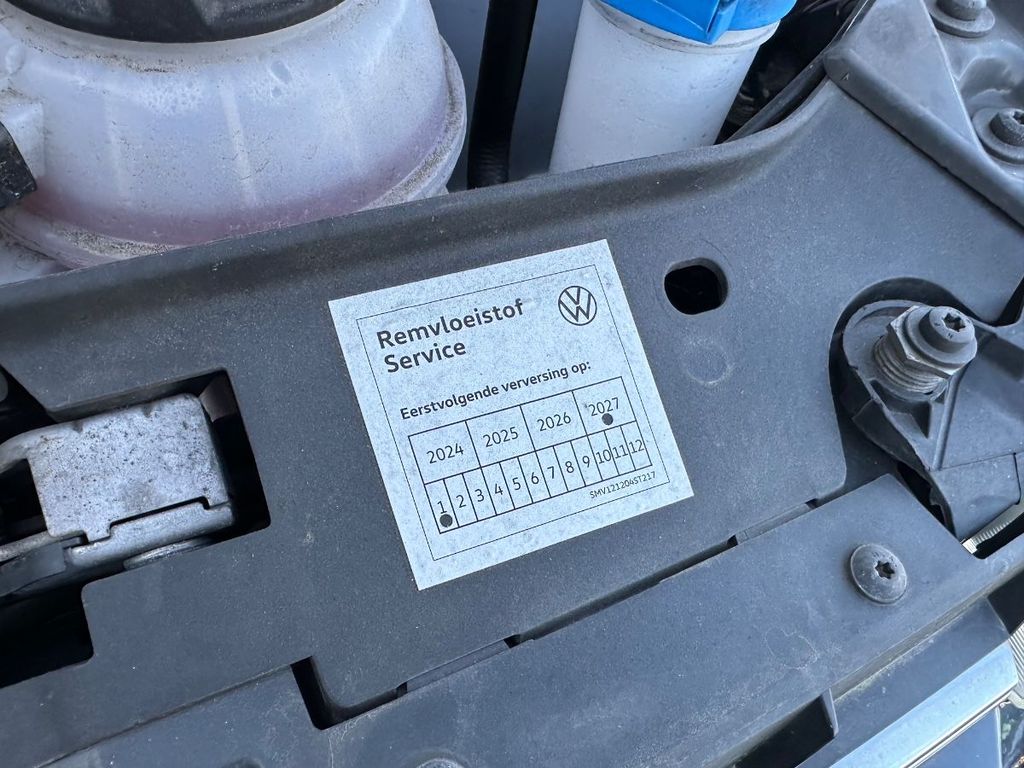 Remvloeistof
Service
Eerstvolgende verversing op:
2024 2025 2026 2027
1 2 3 4 5 6 7 8 9 10 11 12
SMV121204ST217